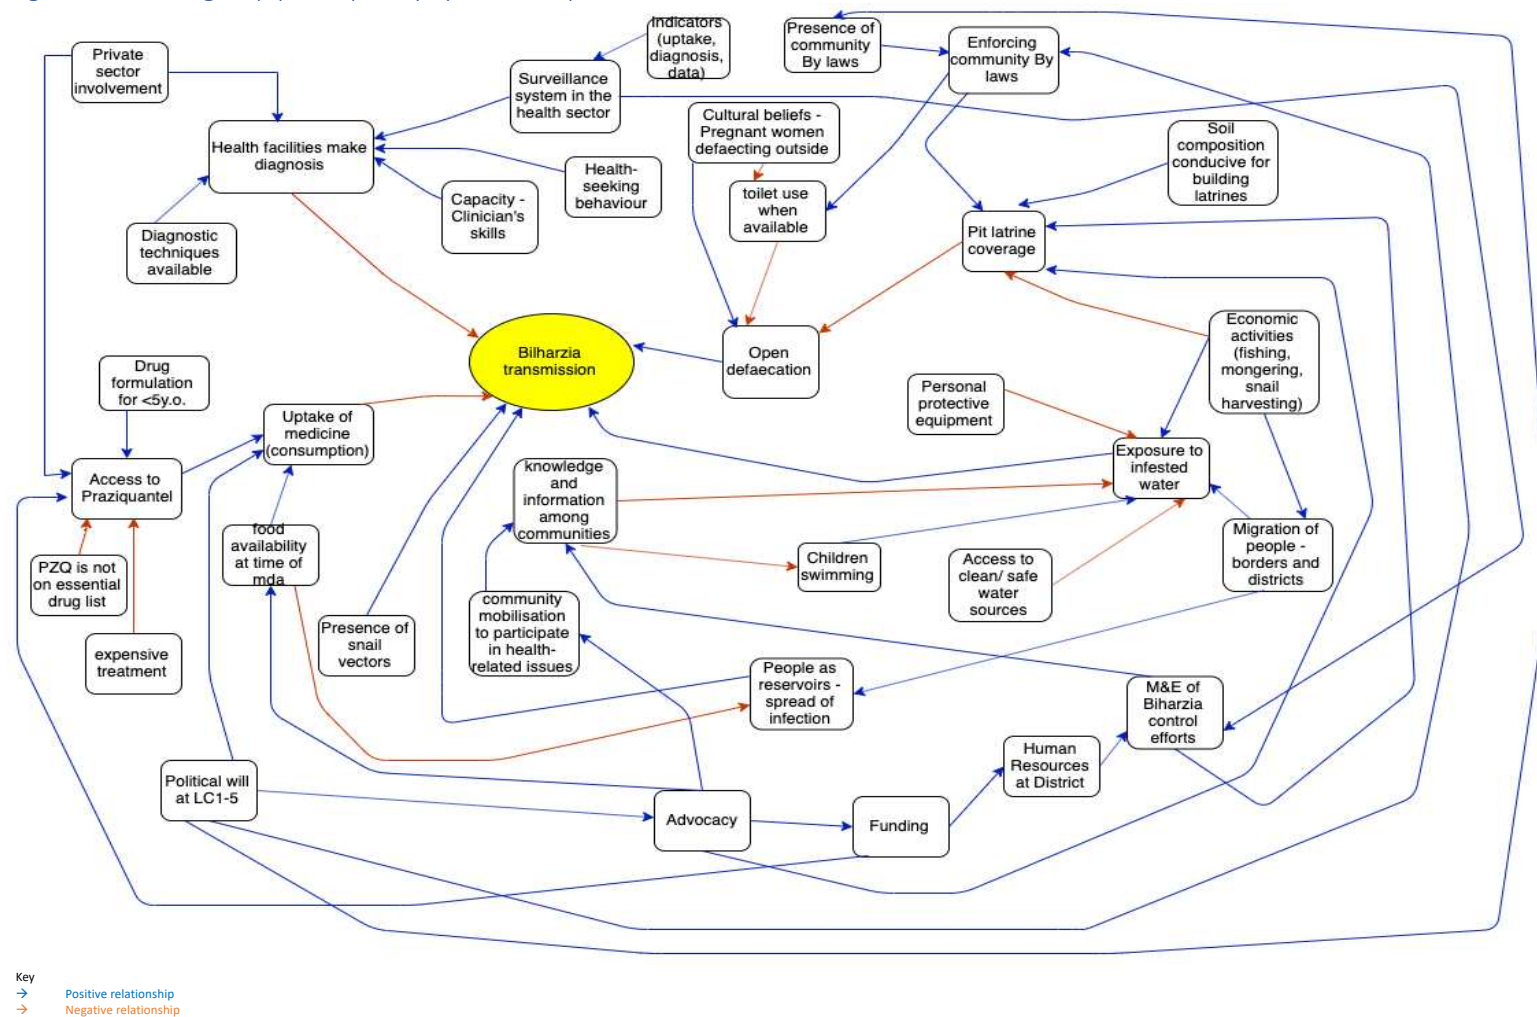 Private
sector
involvement
Indicators
(uptake,
diagnosis,
data)
Presence of
community
By laws
Enforcing
community By
laws
Surveillance
system in the
health sector
Cultural beliefs -
Pregnant women
defaecting outside
Soil
composition
conducive for
building
latrines
Health facilities make
diagnosis
Health-
seeking
behaviour
Capacity -
Clinician's
skills
toilet use
when
available
Pit latrine
coverage
Diagnostic
techniques
available
Bilharzia
transmission
Open
defaecation
Economic
activities
(fishing,
mongering,
snail
harvesting)
Drug
formulation
for <5y.o.
Personal
protective
equipment
Uptake of
medicine
(consumption)
Access to
Praziquantel
knowledge
and
information
among
communities
Exposure to
infested
water
food
availability
at time of
mda
Migration of
people -
borders and
districts
PZQ is not
on essential
drug list
Children
swimming
Access to
clean/ safe
water
sources
community
mobilisation
to participate
in health-
related issues
Presence of
snail
vectors
expensive
treatment
People as
reservoirs -
spread of
infection
M&E of
Biharzia
control
efforts
Human
Resources
at District
Political will
at LC1-5
Advocacy
Funding
Key
Positive relationship
Negative relationship